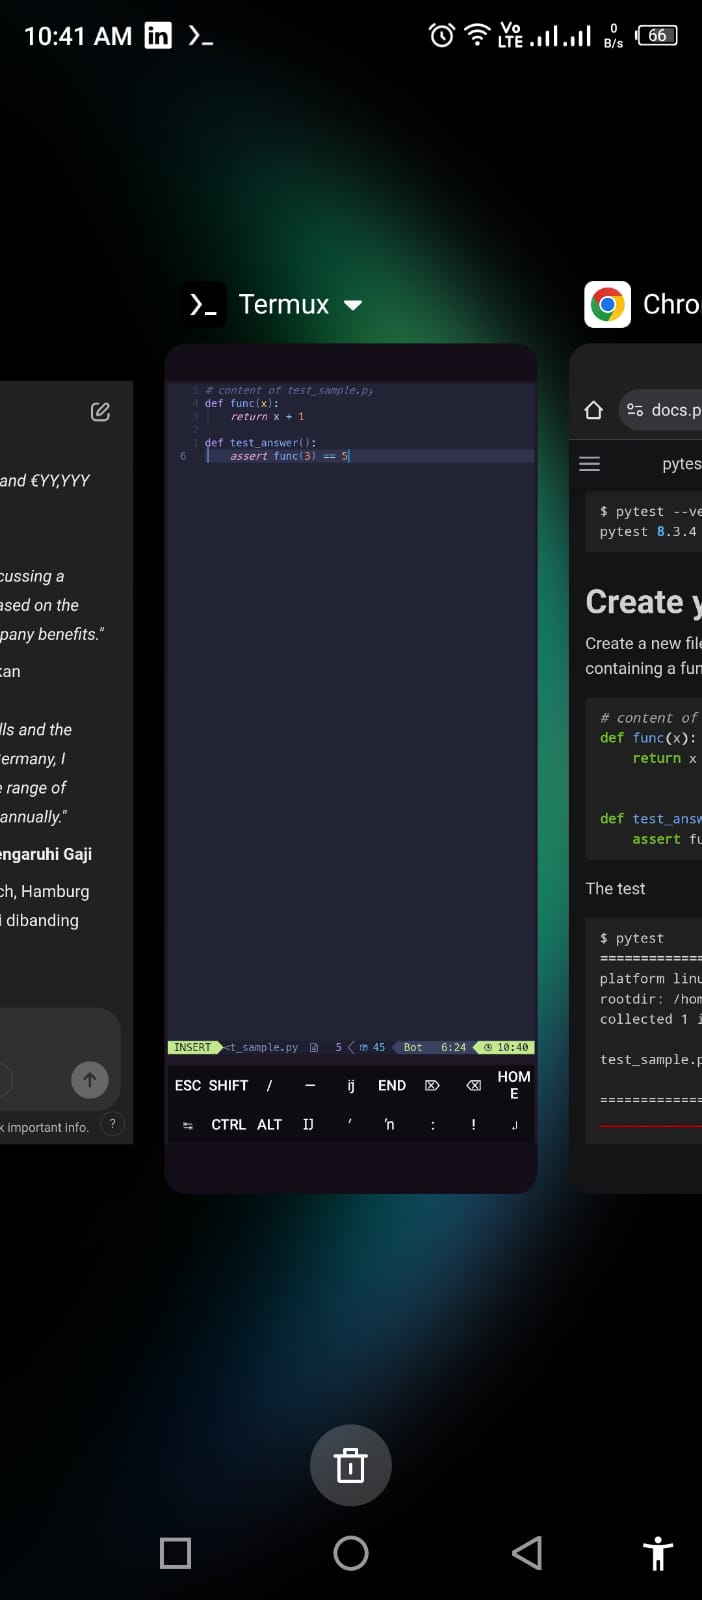 10:41 AM
Vo LTE
0 B/s
66
Termux
Chro
and €YY,YYY
cussing a
ased on the
pany benefits."
kan
lls and the
ermany, I
e range of
annually."
engaruhi Gaji
ch, Hamburg
i dibanding
k important info.
?
5 # content of test_sample.py
4 def func(x):
3 return x + 1
2
1 def test_answer():
6 assert func(3) == 5
INSERT <t_sample.py 5 < 45 Bot 6:24 10:40
ESC SHIFT / — ij END ⌦ ⌫ HOME
↹ CTRL ALT IJ ′ ŉ : ! ↲
docs.p
pytes
$ pytest --ve
pytest 8.3.4
Create y
Create a new file
containing a fun
# content of
def func(x):
return x
def test_answ
assert fu
The test
$ pytest
============
platform linu
rootdir: /hom
collected 1 i
test_sample.p
============